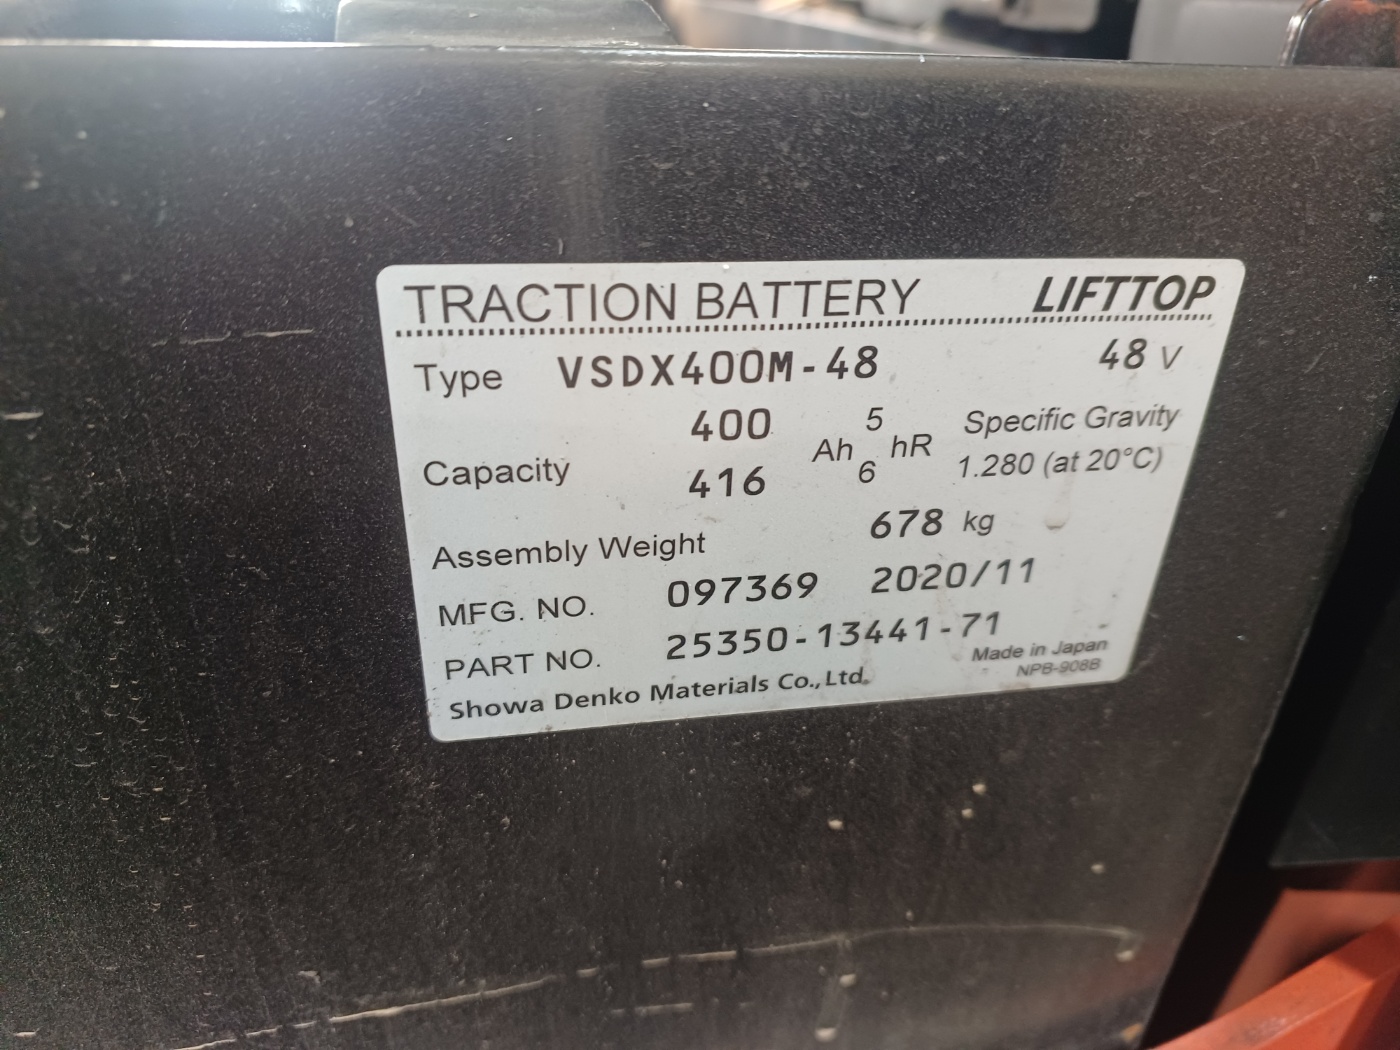 TRACTION BATTERY LIFTTOP
Type VSDX400M-48 48 V
400 5 Specific Gravity
Capacity Ah hR
416 6 1.280 (at 20°C)
Assembly Weight 678 kg
MFG. NO. 097369 2020/11
PART NO. 25350-13441-71
Made in Japan
Showa Denko Materials Co., Ltd. NPB-908B